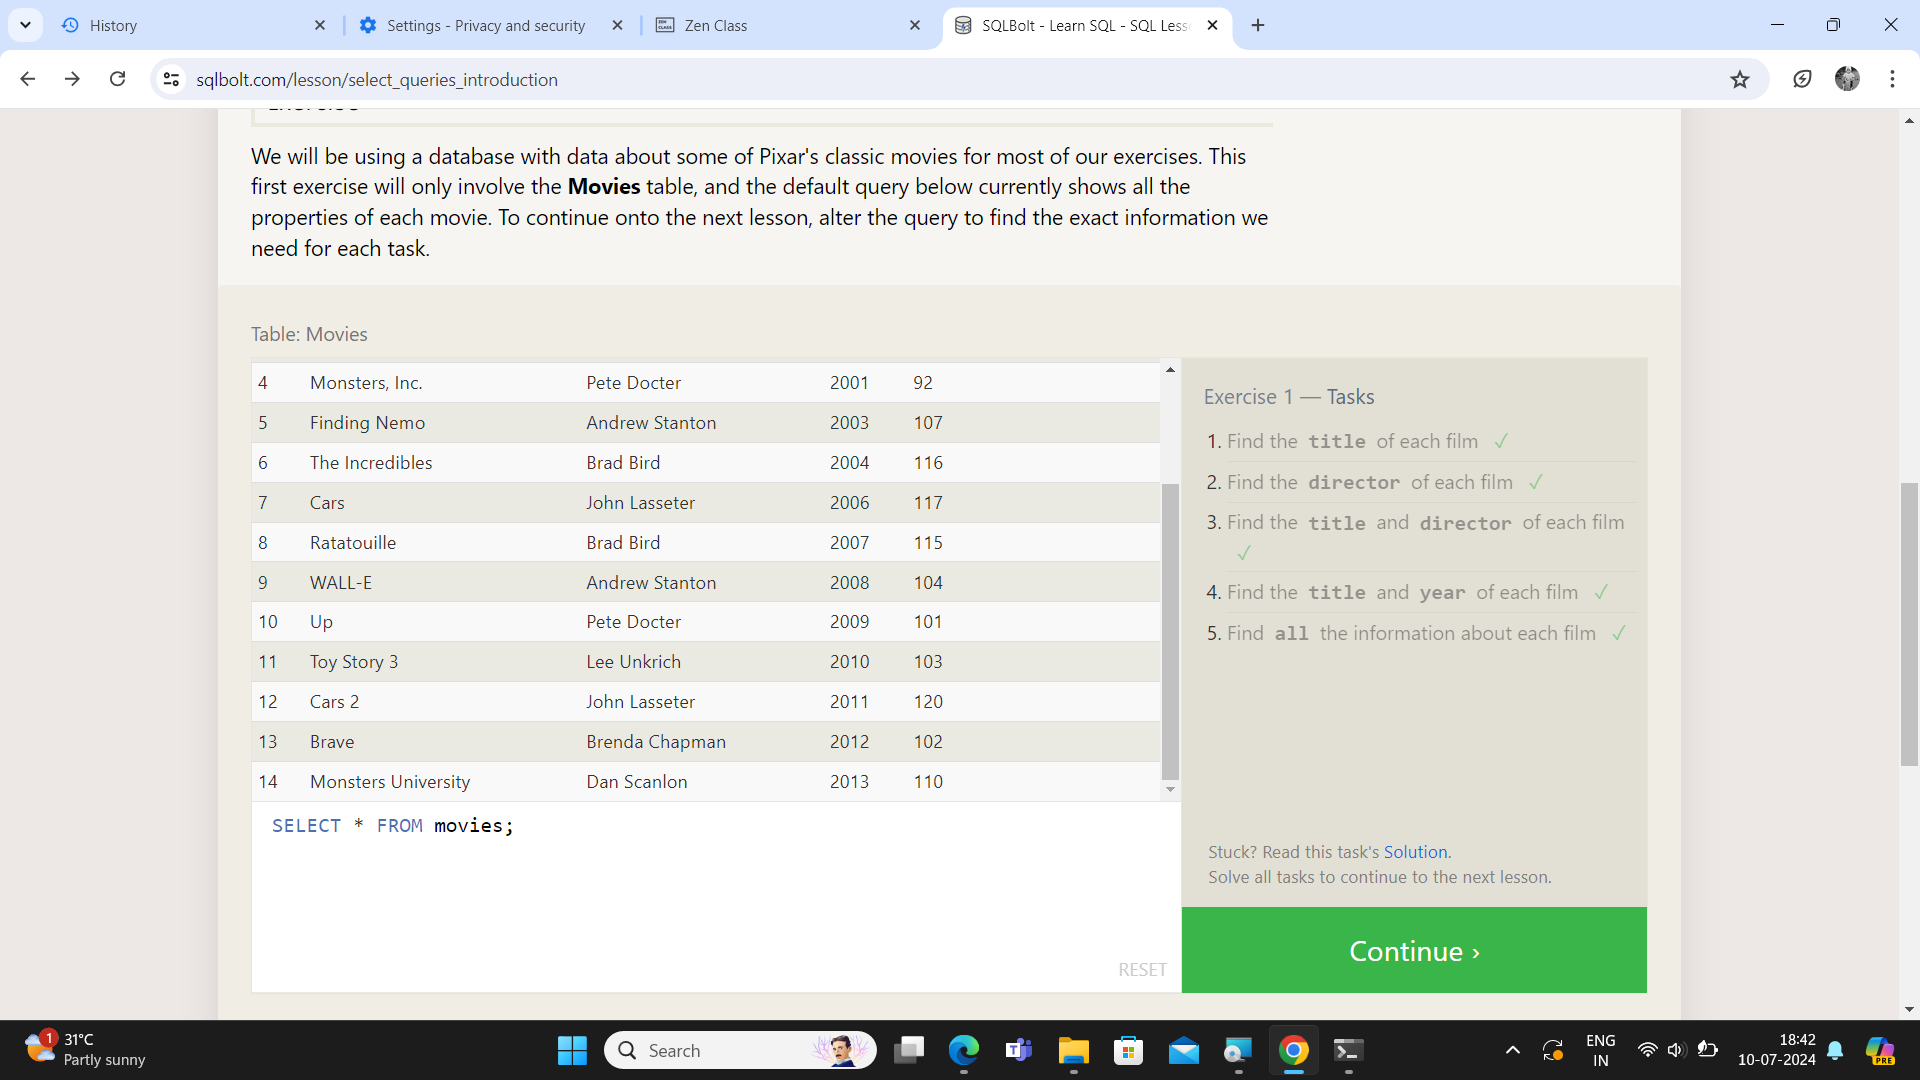 History
Settings - Privacy and security
Zen Class
SQLBolt - Learn SQL - SQL Less
sqlbolt.com/lesson/select_queries_introduction
We will be using a database with data about some of Pixar's classic movies for most of our exercises. This
first exercise will only involve the Movies table, and the default query below currently shows all the
properties of each movie. To continue onto the next lesson, alter the query to find the exact information we
need for each task.
Table: Movies
4 Monsters, Inc. Pete Docter 2001 92
5 Finding Nemo Andrew Stanton 2003 107
6 The Incredibles Brad Bird 2004 116
7 Cars John Lasseter 2006 117
8 Ratatouille Brad Bird 2007 115
9 WALL-E Andrew Stanton 2008 104
10 Up Pete Docter 2009 101
11 Toy Story 3 Lee Unkrich 2010 103
12 Cars 2 John Lasseter 2011 120
13 Brave Brenda Chapman 2012 102
14 Monsters University Dan Scanlon 2013 110
SELECT * FROM movies;
RESET
Exercise 1 — Tasks
1. Find the title of each film ✓
2. Find the director of each film ✓
3. Find the title and director of each film
✓
4. Find the title and year of each film ✓
5. Find all the information about each film ✓
Stuck? Read this task's Solution.
Solve all tasks to continue to the next lesson.
Continue ›
1
31°C
Partly sunny
Search
ENG
IN
18:42
10-07-2024
PRE